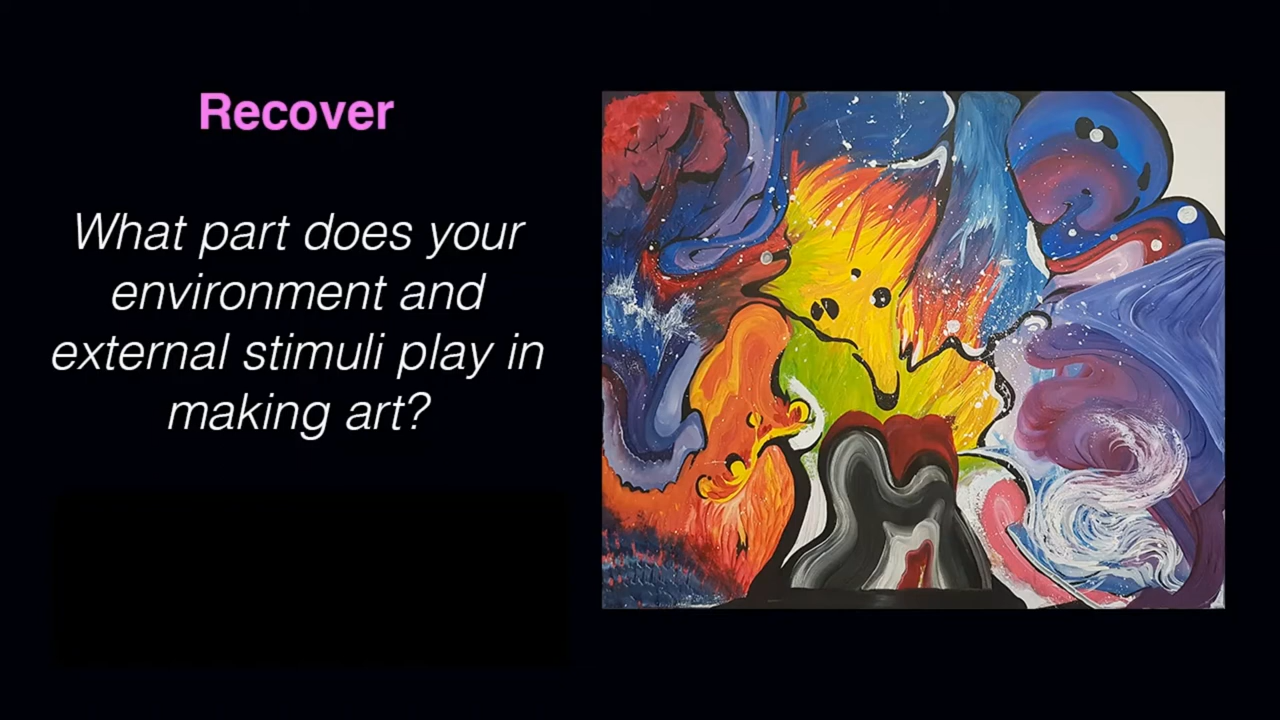 Recover
What part does your
environment and
external stimuli play in
making art?